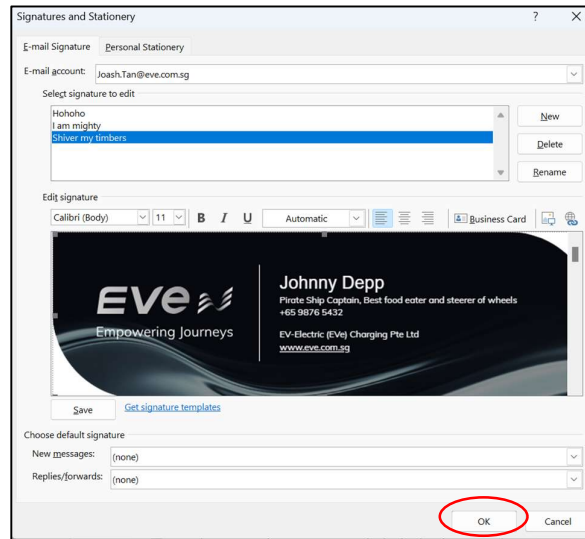 Signatures and Stationery ? X
E-mail Signature Personal Stationery
E-mail account: Joash.Tan@eve.com.sg
Select signature to edit
Hohoho
I am mighty
Shiver my timbers
New
Delete
Rename
Edit signature
Calibri (Body) 11 B I U Automatic Business Card
EVe
Empowering Journeys
Johnny Depp
Pirate Ship Captain, Best food eater and steerer of wheels
+65 9876 5432
EV-Electric (EVe) Charging Pte Ltd
www.eve.com.sg
Save Get signature templates
Choose default signature
New messages: (none)
Replies/forwards: (none)
OK Cancel